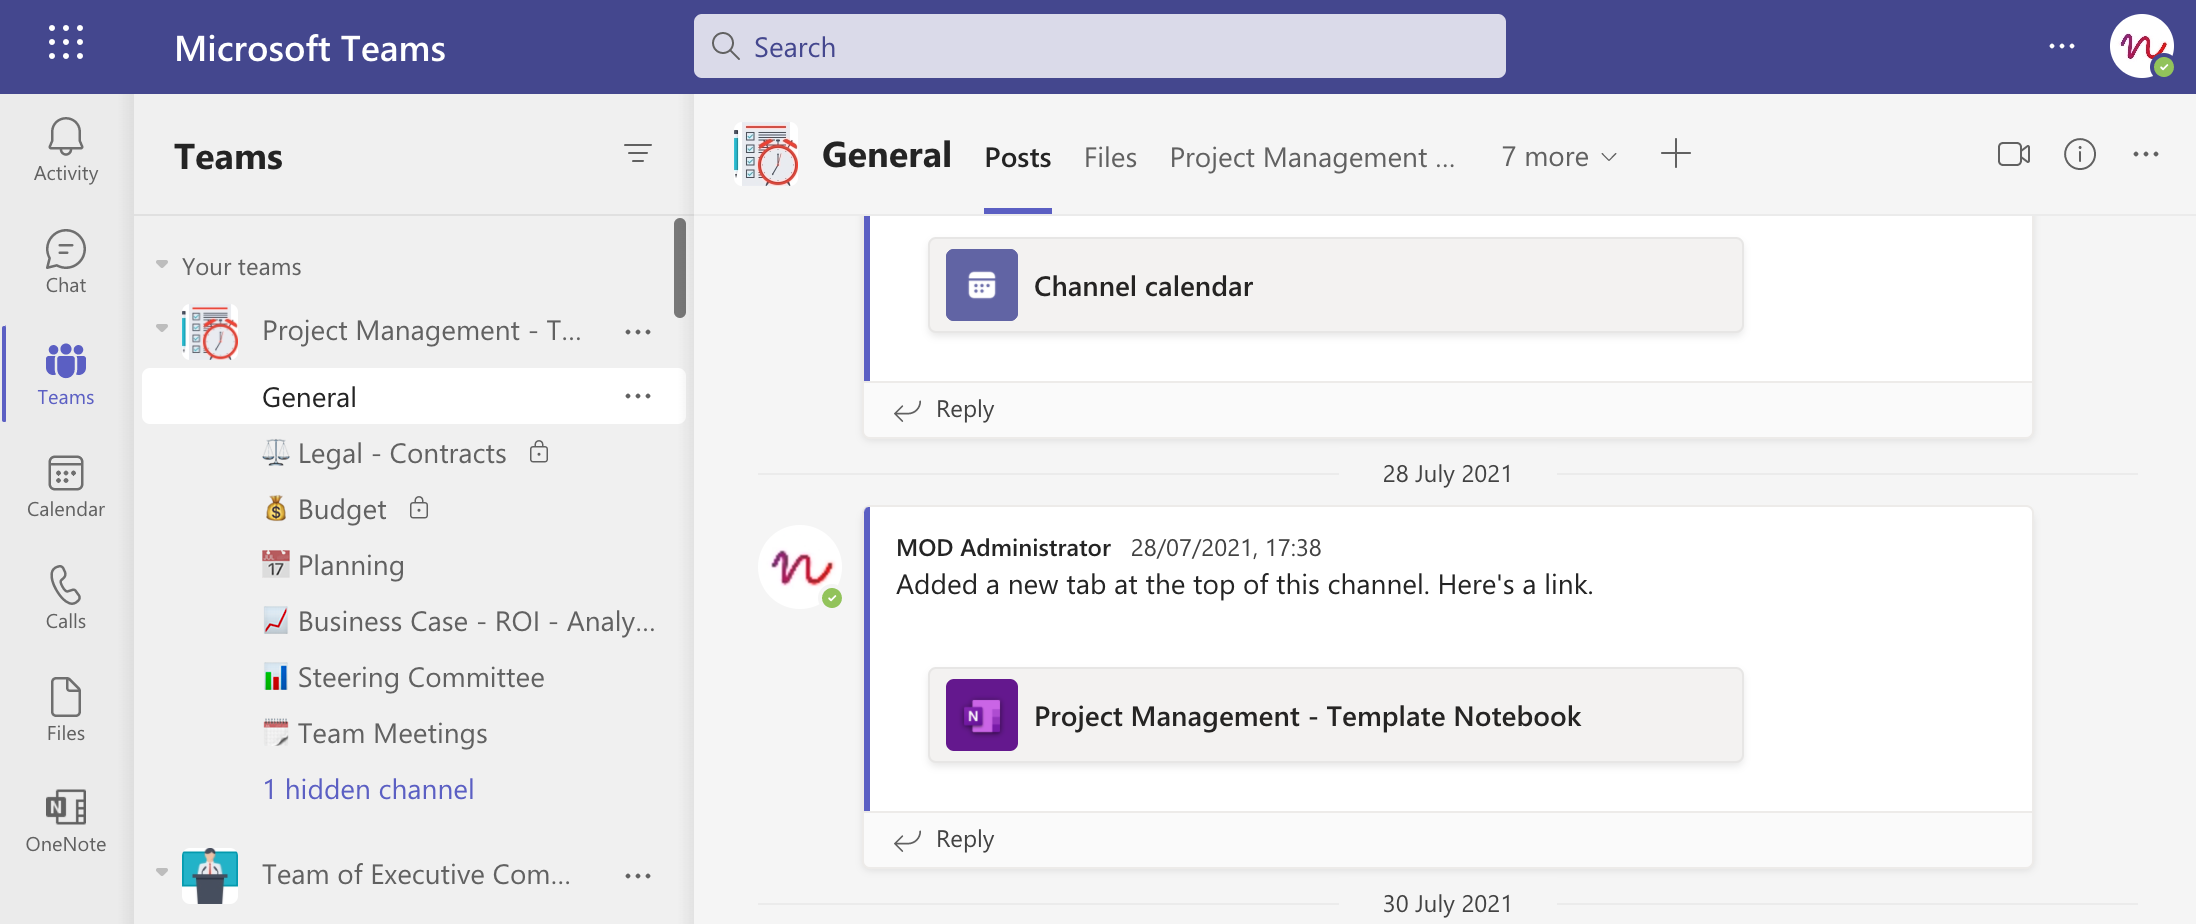 Microsoft Teams
Search
Activity
Chat
Teams
Calendar
Calls
Files
OneNote
Teams
Your teams
Project Management - T...
General
Legal - Contracts
Budget
17 Planning
Business Case - ROI - Analy...
Steering Committee
Team Meetings
1 hidden channel
Team of Executive Com...
General Posts Files Project Management ... 7 more
Channel calendar
Reply
28 July 2021
MOD Administrator 28/07/2021, 17:38
Added a new tab at the top of this channel. Here's a link.
N Project Management - Template Notebook
Reply
30 July 2021